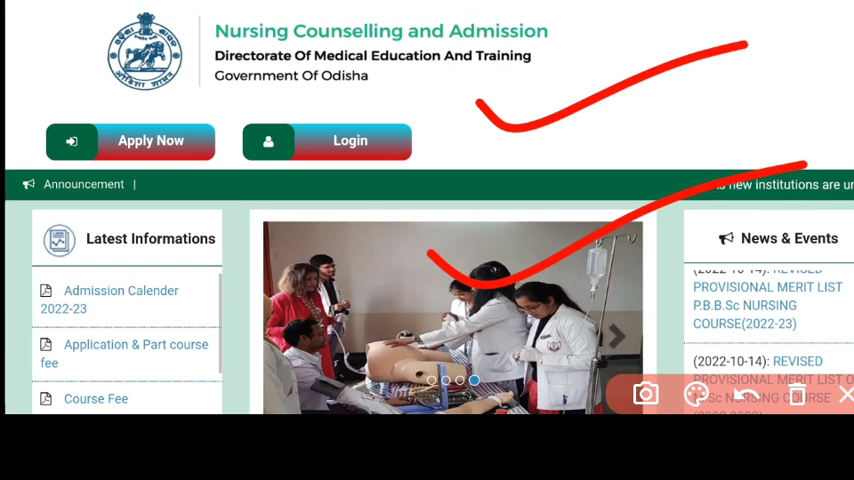 Nursing Counselling and Admission
Directorate Of Medical Education And Training
Government Of Odisha
Apply Now
Login
Announcement |
new institutions are
Latest Informations
Admission Calender
2022-23
Application & Part course
fee
Course Fee
News & Events
(2022-10-14): REVISED
PROVISIONAL MERIT LIST
P.B.B.Sc NURSING
COURSE(2022-23)
(2022-10-14): REVISED
PROVISIONAL MERIT LIST
NURSING COURSE